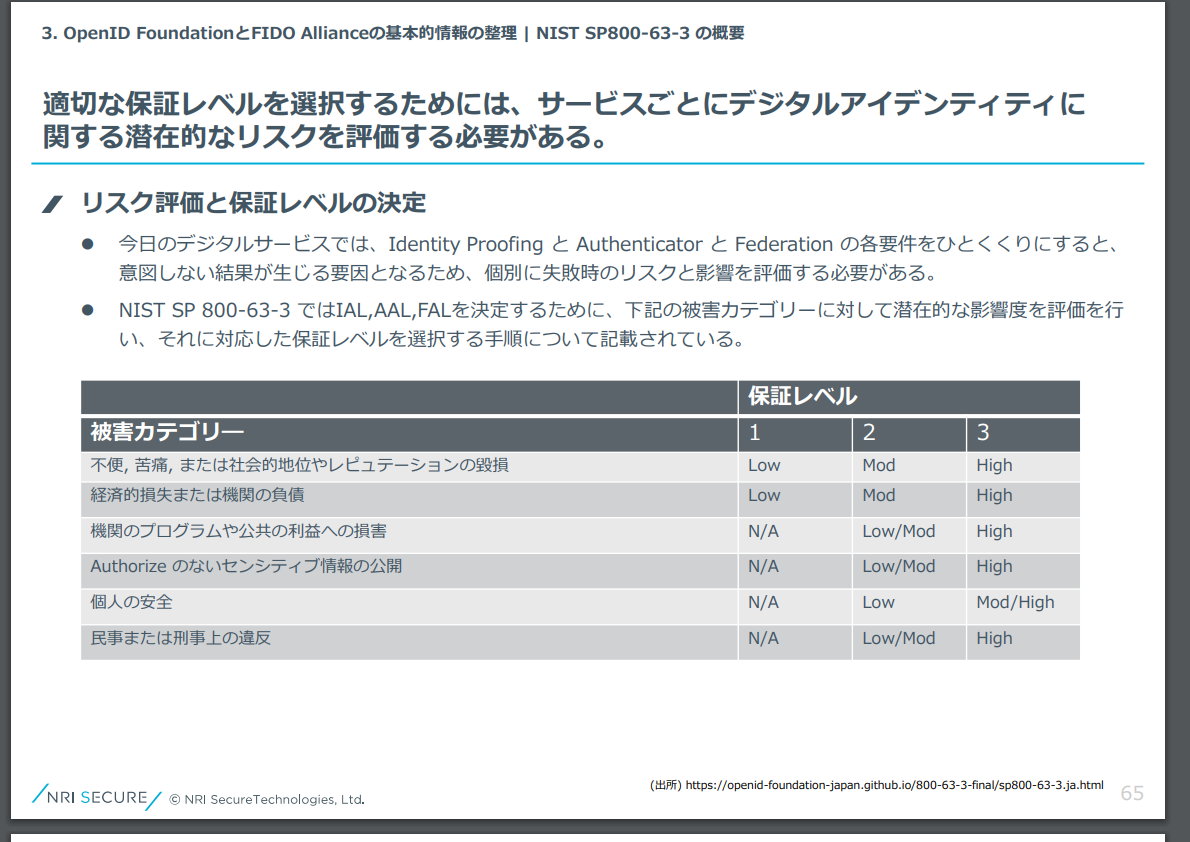 3. OpenID FoundationとFIDO Allianceの基本的情報の整理 | NIST SP800-63-3 の概要
適切な保証レベルを選択するためには、サービスごとにデジタルアイデンティティに
関する潜在的なリスクを評価する必要がある。
リスク評価と保証レベルの決定
● 今日のデジタルサービスでは、Identity Proofing と Authenticator と Federation の各要件をひとくくりにすると、
意図しない結果が生じる要因となるため、個別に失敗時のリスクと影響を評価する必要がある。
● NIST SP 800-63-3 ではIAL,AAL,FALを決定するために、下記の被害カテゴリーに対して潜在的な影響度を評価を行
い、それに対応した保証レベルを選択する手順について記載されている。
保証レベル
被害カテゴリー 1 2 3
不便, 苦痛, または社会的地位やレピュテーションの毀損 Low Mod High
経済的損失または機関の負債 Low Mod High
機関のプログラムや公共の利益への損害 N/A Low/Mod High
Authorize のないセンシティブ情報の公開 N/A Low/Mod High
個人の安全 N/A Low Mod/High
民事または刑事上の違反 N/A Low/Mod High
(出所) https://openid-foundation-japan.github.io/800-63-3-final/sp800-63-3.ja.html
NRI SECURE © NRI SecureTechnologies, Ltd.
65